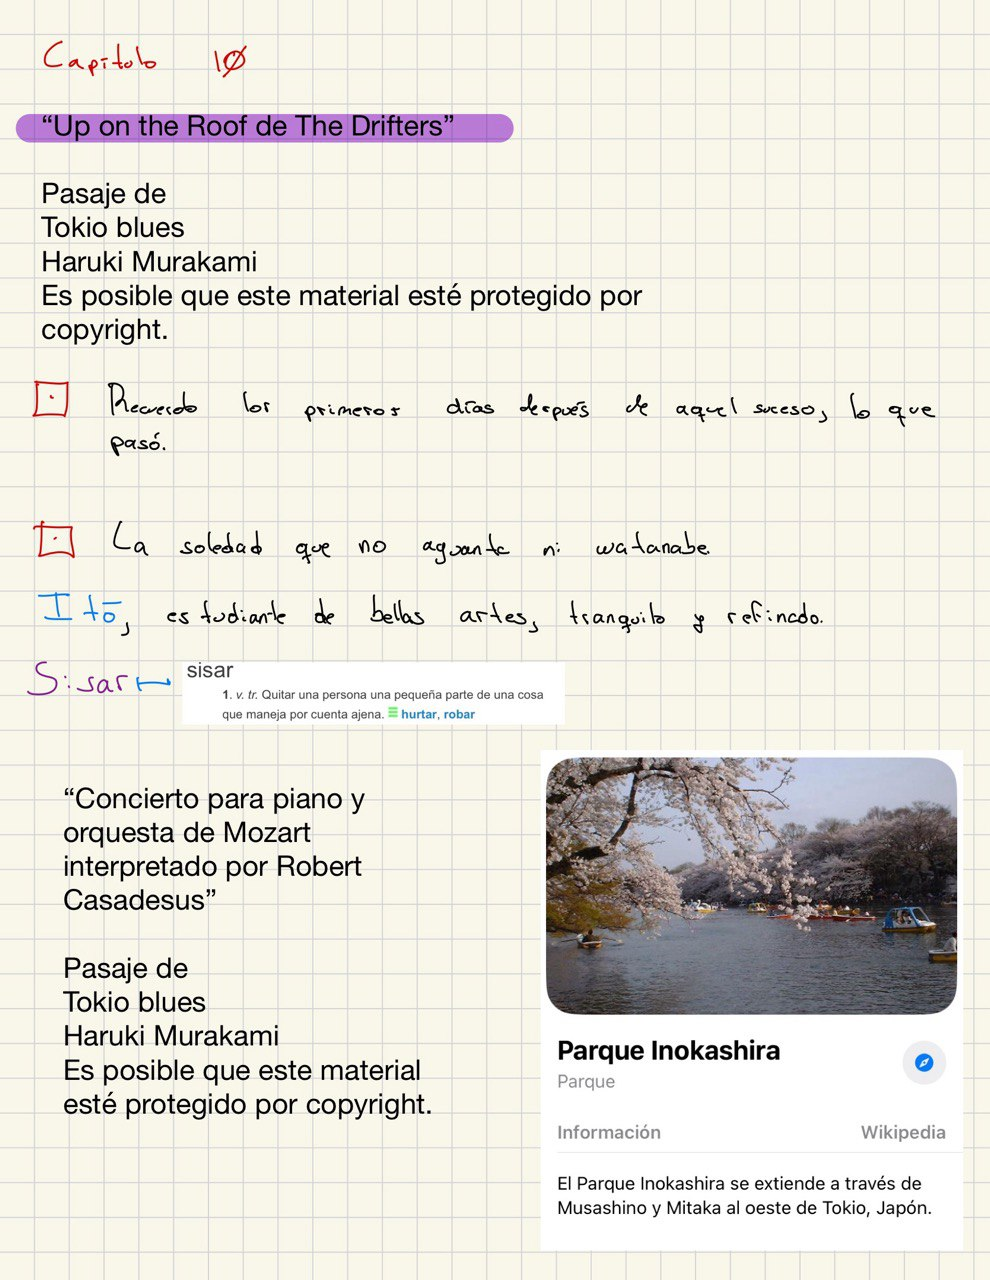 Capítulo 10
“Up on the Roof de The Drifters”
Pasaje de
Tokio blues
Haruki Murakami
Es posible que este material esté protegido por
copyright.
Recuerdo los primeros días después de aquel suceso, lo que
pasó.
La soledad que no aguanta ni watanabe.
Itō, estudiante de bellas artes, tranquilo y refinado.
Sisar
sisar
1. v. tr. Quitar una persona una pequeña parte de una cosa
que maneja por cuenta ajena. hurtar, robar
“Concierto para piano y
orquesta de Mozart
interpretado por Robert
Casadesus”
Pasaje de
Tokio blues
Haruki Murakami
Es posible que este material
esté protegido por copyright.
Parque Inokashira
Parque
Información Wikipedia
El Parque Inokashira se extiende a través de
Musashino y Mitaka al oeste de Tokio, Japón.